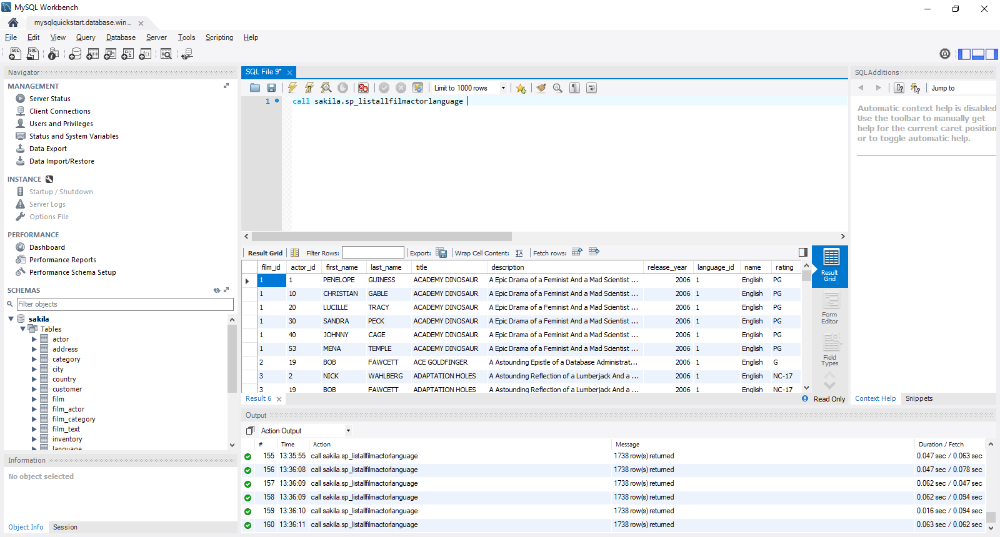 MySQL Workbench
mysqlquickstart.database.win...
File Edit View Query Database Server Tools Scripting Help
Navigator
MANAGEMENT
Server Status
Client Connections
Users and Privileges
Status and System Variables
Data Export
Data Import/Restore
INSTANCE
Startup / Shutdown
Server Logs
Options File
PERFORMANCE
Dashboard
Performance Reports
Performance Schema Setup
SCHEMAS
Filter objects
sakila
Tables
actor
address
category
city
country
customer
film
film_actor
film_category
film_text
inventory
language
Information
No object selected
Object Info Session
SQL File 9*
Limit to 1000 rows
1 call sakila.sp_listallfilmactorlanguage
Result Grid Filter Rows: Export: Wrap Cell Content: Fetch rows:
film_id actor_id first_name last_name title description release_year language_id name rating
1 1 PENELOPE GUINESS ACADEMY DINOSAUR A Epic Drama of a Feminist And a Mad Scientist ... 2006 1 English PG
1 10 CHRISTIAN GABLE ACADEMY DINOSAUR A Epic Drama of a Feminist And a Mad Scientist ... 2006 1 English PG
1 20 LUCILLE TRACY ACADEMY DINOSAUR A Epic Drama of a Feminist And a Mad Scientist ... 2006 1 English PG
1 30 SANDRA PECK ACADEMY DINOSAUR A Epic Drama of a Feminist And a Mad Scientist ... 2006 1 English PG
1 40 JOHNNY CAGE ACADEMY DINOSAUR A Epic Drama of a Feminist And a Mad Scientist ... 2006 1 English PG
1 53 MENA TEMPLE ACADEMY DINOSAUR A Epic Drama of a Feminist And a Mad Scientist ... 2006 1 English PG
2 19 BOB FAWCETT ACE GOLDFINGER A Astounding Epistle of a Database Administrat... 2006 1 English G
3 2 NICK WAHLBERG ADAPTATION HOLES A Astounding Reflection of a Lumberjack And a ... 2006 1 English NC-17
3 19 BOB FAWCETT ADAPTATION HOLES A Astounding Reflection of a Lumberjack And a ... 2006 1 English NC-17
Result Grid
Form Editor
Field Types
Result 6
Read Only
SQLAdditions
Jump to
Automatic context help is disabled
Use the toolbar to manually get
help for the current caret position
or to toggle automatic help.
Context Help Snippets
Output
Action Output
# Time Action Message Duration / Fetch
155 13:35:55 call sakila.sp_listallfilmactorlanguage 1738 row(s) returned 0.047 sec / 0.063 sec
156 13:36:08 call sakila.sp_listallfilmactorlanguage 1738 row(s) returned 0.047 sec / 0.078 sec
157 13:36:09 call sakila.sp_listallfilmactorlanguage 1738 row(s) returned 0.062 sec / 0.047 sec
158 13:36:09 call sakila.sp_listallfilmactorlanguage 1738 row(s) returned 0.062 sec / 0.094 sec
159 13:36:10 call sakila.sp_listallfilmactorlanguage 1738 row(s) returned 0.016 sec / 0.094 sec
160 13:36:11 call sakila.sp_listallfilmactorlanguage 1738 row(s) returned 0.063 sec / 0.062 sec